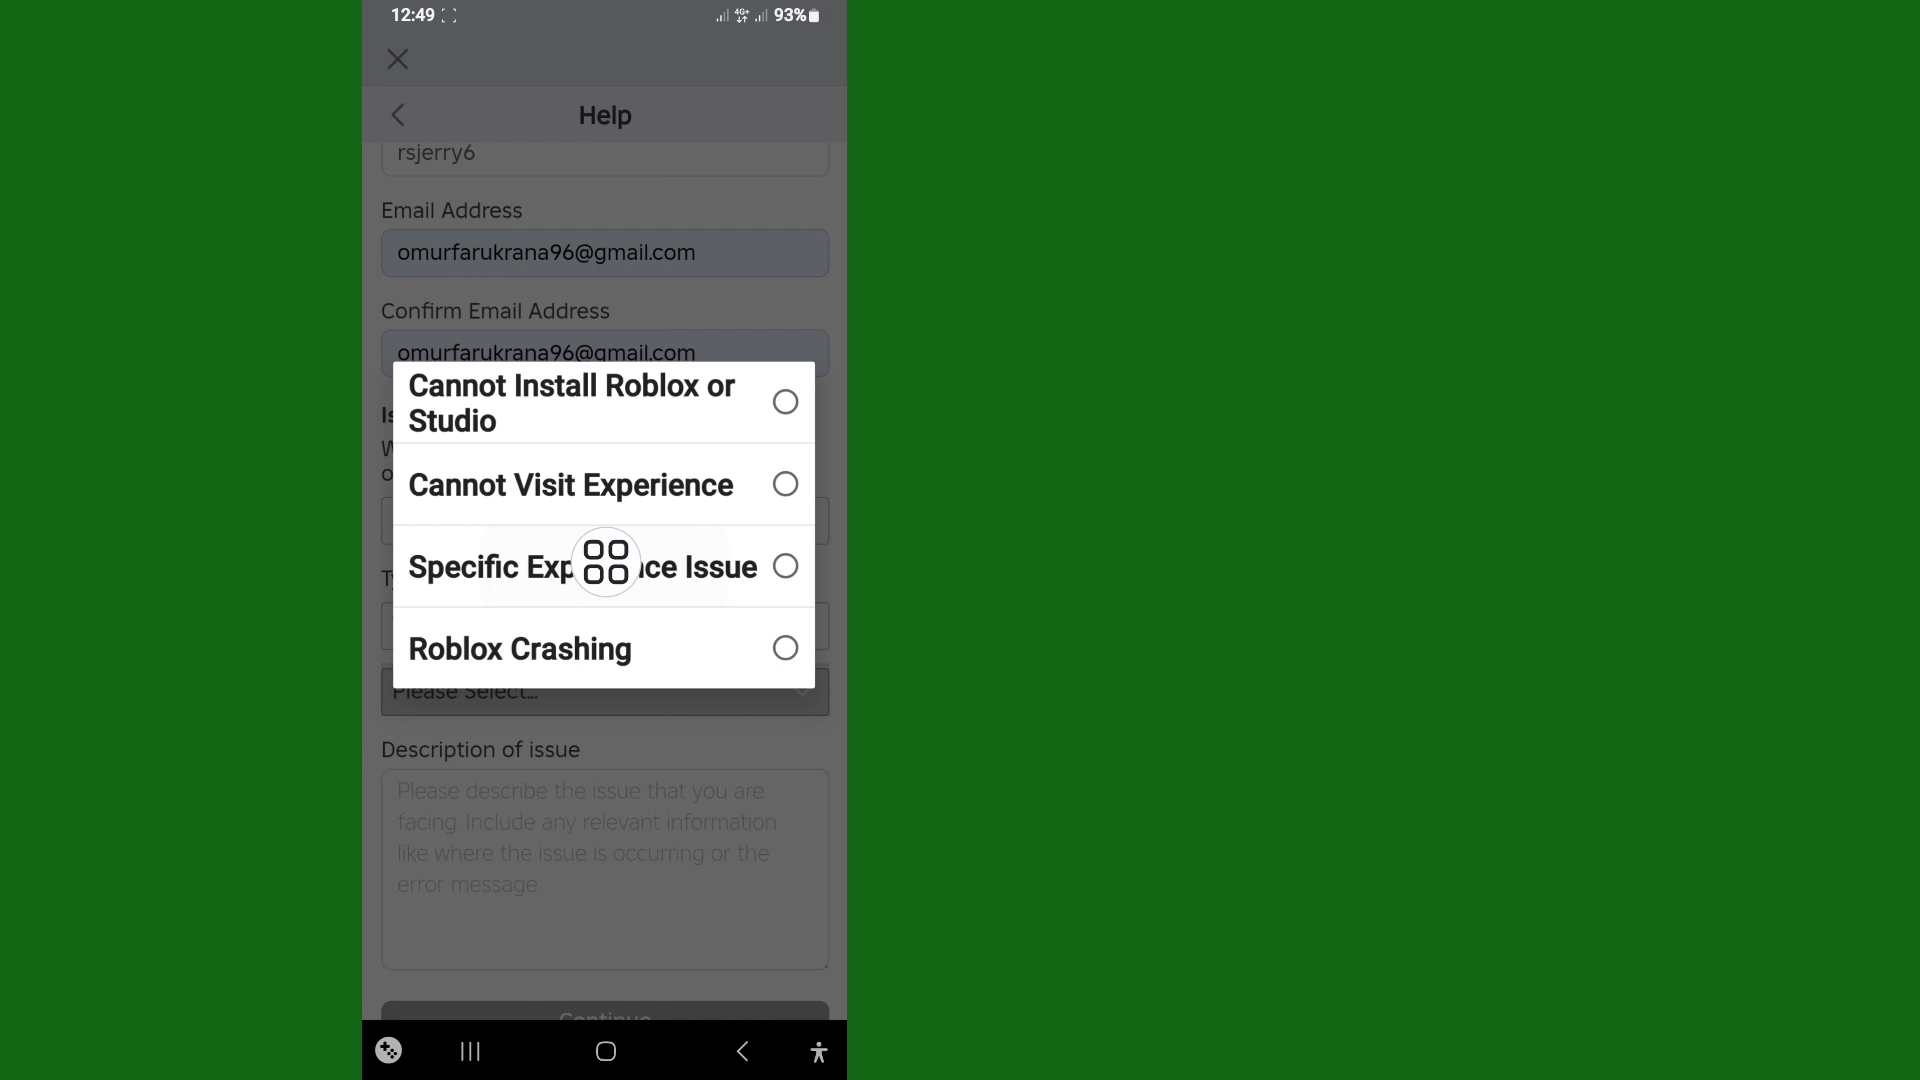 12:49
4G+
93%
Help
rsjerry6
Email Address
omurfarukrana96@gmail.com
Confirm Email Address
omurfarukrana96@gmail.com
Cannot Install Roblox or
Studio
Cannot Visit Experience
Specific Exp nce Issue
Roblox Crashing
Please Select...
Description of issue
Please describe the issue that you are
facing. Include any relevant information
like where the issue is occurring or the
error message.
Continue